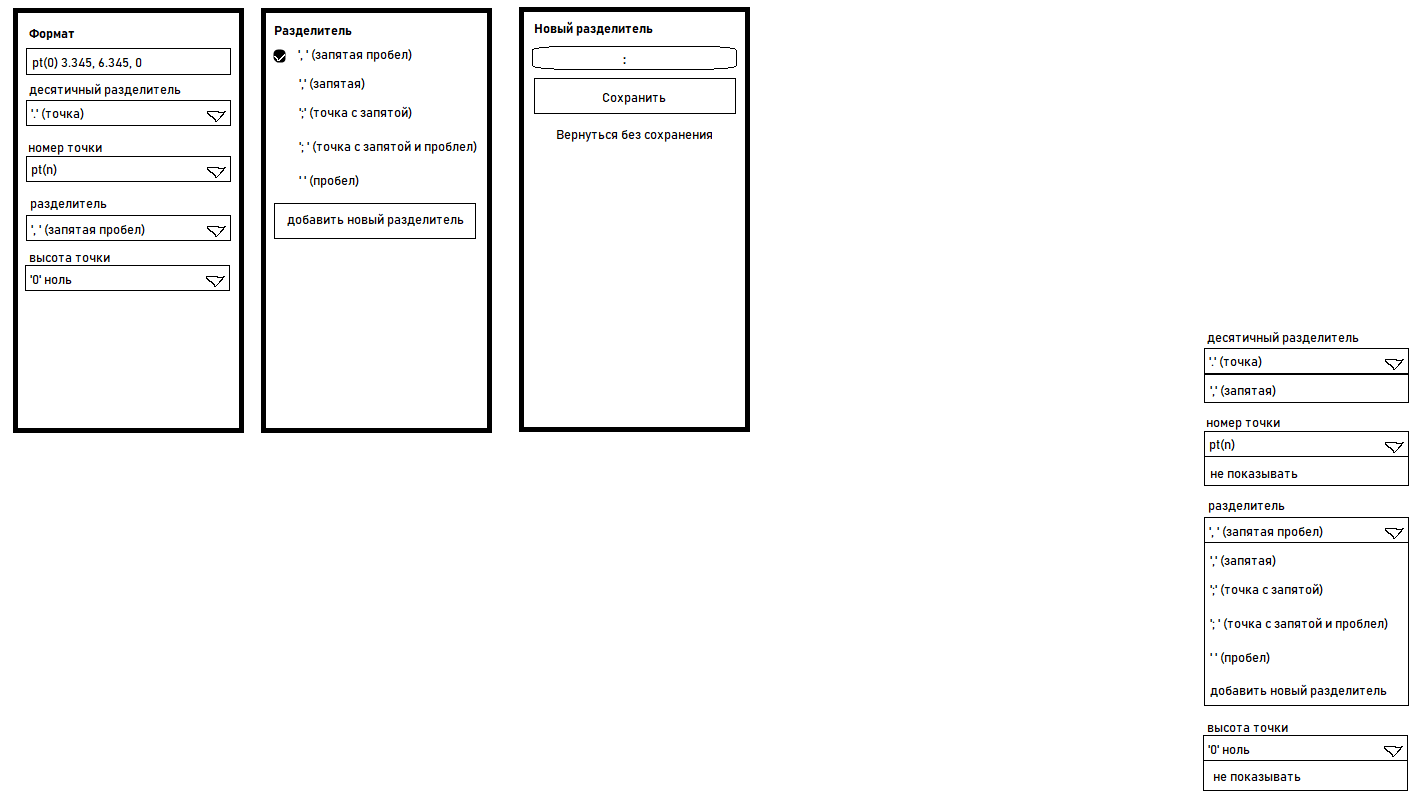 Формат
pt(0) 3.345, 6.345, 0
десятичный разделитель
'.' (точка)
номер точки
pt(n)
разделитель
', ' (запятая пробел)
высота точки
'0' ноль
Разделитель
', ' (запятая пробел)
',' (запятая)
';' (точка с запятой)
'; ' (точка с запятой и проблел)
' ' (пробел)
добавить новый разделитель
Новый разделитель
:
Сохранить
Вернуться без сохранения
десятичный разделитель
'.' (точка)
',' (запятая)
номер точки
pt(n)
не показывать
разделитель
', ' (запятая пробел)
',' (запятая)
';' (точка с запятой)
'; ' (точка с запятой и проблел)
' ' (пробел)
добавить новый разделитель
высота точки
'0' ноль
не показывать